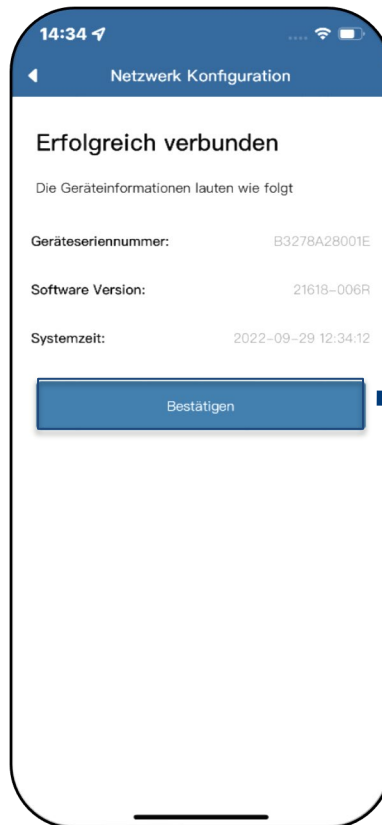 14:34
Netzwerk Konfiguration
Erfolgreich verbunden
Die Geräteinformationen lauten wie folgt
Geräteseriennummer: B3278A28001E
Software Version: 21618-006R
Systemzeit: 2022-09-29 12:34:12
Bestätigen